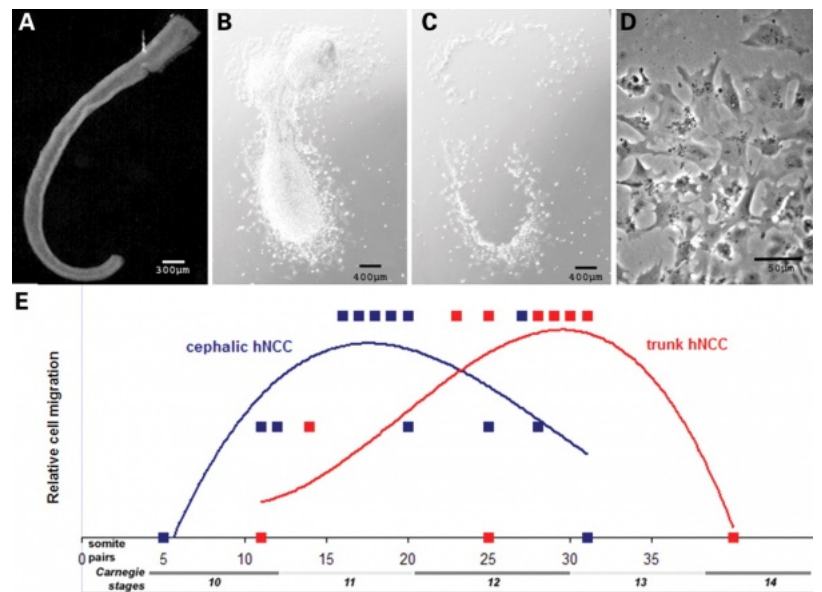 A
B
C
D
300µm
400µm
400µm
50µm
E
cephalic hNCC
trunk hNCC
Relative cell migration
somite
pairs
0 5 10 15 20 25 30 35
Carnegie
stages
10 11 12 13 14